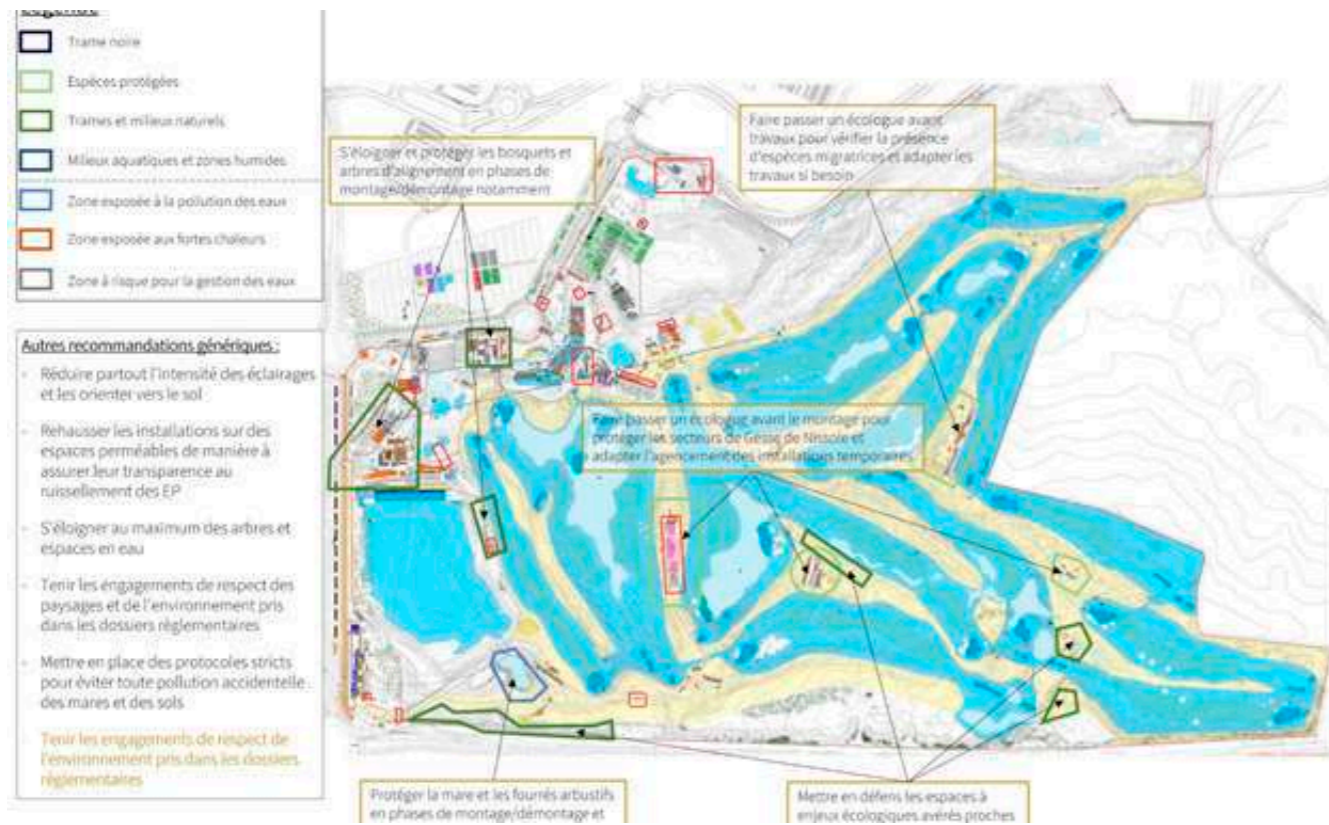 Légende
Trame noire
Espèces protégées
Trames et milieux naturels
Milieux aquatiques et zones humides
Zone exposée à la pollution des eaux
Zone exposée aux fortes chaleurs
Zone à risque pour la gestion des eaux
Autres recommandations génériques :
- Réduire partout l'intensité des éclairages
et les orienter vers le sol
- Rehausser les installations sur des
espaces perméables de manière à
assurer leur transparence au
ruissellement des EP
- S'éloigner au maximum des arbres et
espaces en eau
- Tenir les engagements de respect des
paysages et de l'environnement pris
dans les dossiers règlementaires
- Mettre en place des protocoles stricts
pour éviter toute pollution accidentelle
des mares et des sols
- Tenir les engagements de respect de
l'environnement pris dans les dossiers
règlementaires
S'éloigner et protéger les bosquets et
arbres d'alignement en phases de
montage/démontage notamment
Faire passer un écologue avant
travaux pour vérifier la présence
d'espèces migratrices et adapter les
travaux si besoin
Faire passer un écologue avant le montage pour
protéger les secteurs de Gesse de Nissole et
adapter l'agencement des installations temporaires
Protéger la mare et les fourrés arbustifs
en phases de montage/démontage et
Mettre en défens les espaces à
enjeux écologiques avérés proches